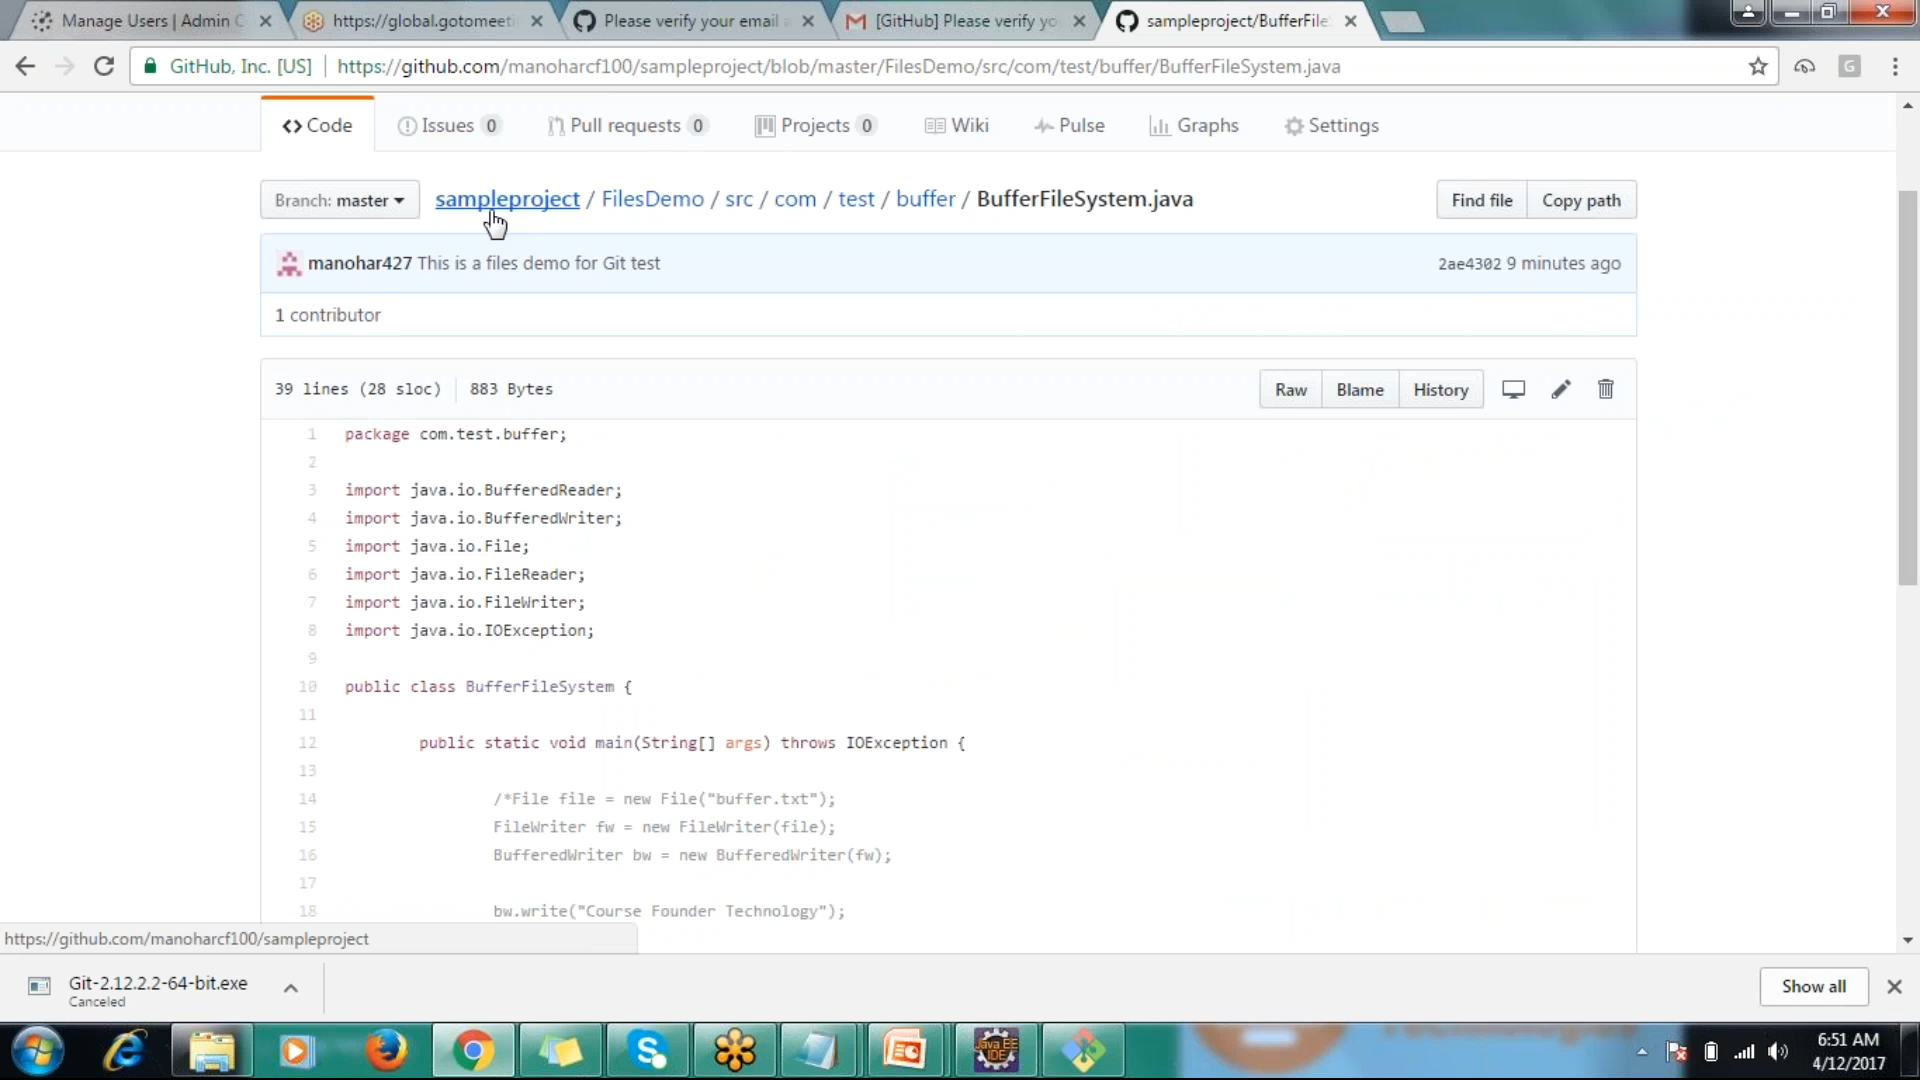 Manage Users | Admin C
https://global.gotomeeti
Please verify your email a
[GitHub] Please verify yo
sampleproject/BufferFile
GitHub, Inc. [US] https://github.com/manoharcf100/sampleproject/blob/master/FilesDemo/src/com/test/buffer/BufferFileSystem.java
G
<> Code
Issues 0
Pull requests 0
Projects 0
Wiki
Pulse
Graphs
Settings
Branch: master
sampleproject / FilesDemo / src / com / test / buffer / BufferFileSystem.java
Find file
Copy path
manohar427 This is a files demo for Git test
2ae4302 9 minutes ago
1 contributor
39 lines (28 sloc) 883 Bytes
Raw
Blame
History
1 package com.test.buffer;
2
3 import java.io.BufferedReader;
4 import java.io.BufferedWriter;
5 import java.io.File;
6 import java.io.FileReader;
7 import java.io.FileWriter;
8 import java.io.IOException;
9
10 public class BufferFileSystem {
11
12 public static void main(String[] args) throws IOException {
13
14 /*File file = new File("buffer.txt");
15 FileWriter fw = new FileWriter(file);
16 BufferedWriter bw = new BufferedWriter(fw);
17
18 bw.write("Course Founder Technology");
https://github.com/manoharcf100/sampleproject
Git-2.12.2.2-64-bit.exe
Canceled
Show all
Java EE
IDE
6:51 AM
4/12/2017